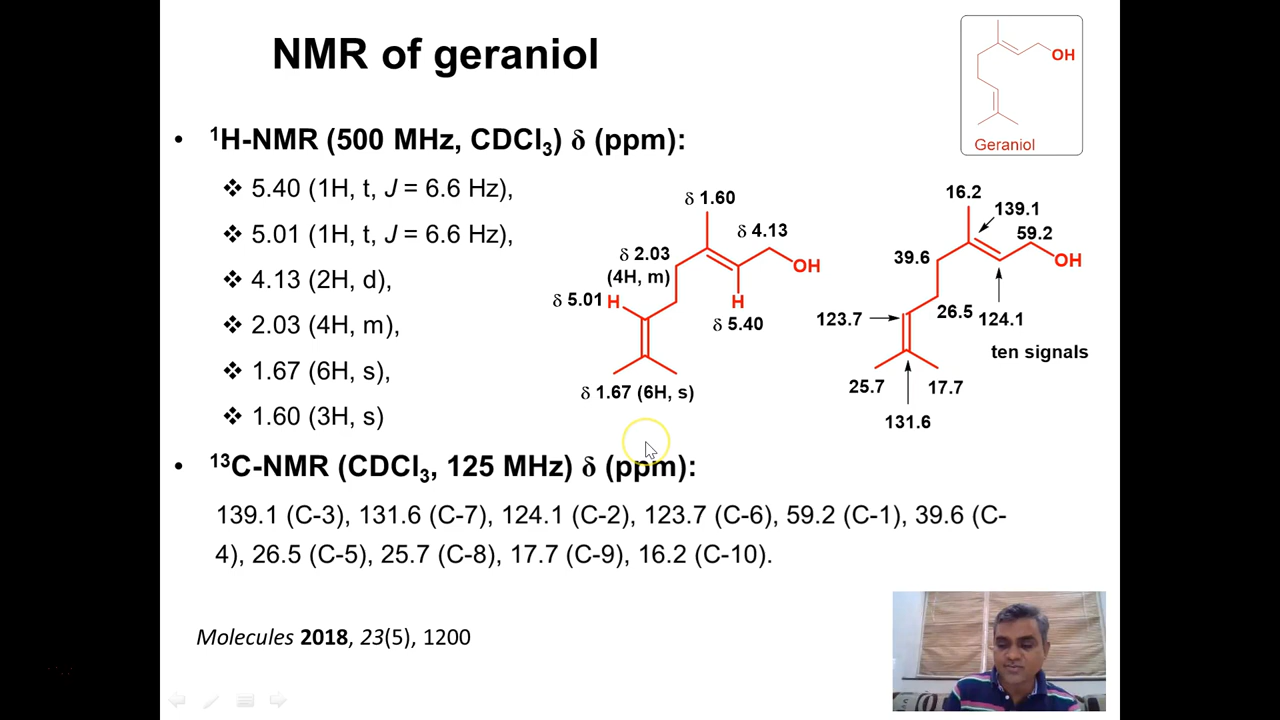 NMR of geraniol
OH
Geraniol
• ¹H-NMR (500 MHz, CDCl₃) δ (ppm):
❖ 5.40 (1H, t, J = 6.6 Hz),
❖ 5.01 (1H, t, J = 6.6 Hz),
❖ 4.13 (2H, d),
❖ 2.03 (4H, m),
❖ 1.67 (6H, s),
❖ 1.60 (3H, s)
δ 1.60
δ 4.13
δ 2.03
(4H, m)
OH
δ 5.01 H
H
δ 5.40
δ 1.67 (6H, s)
16.2
139.1
59.2
39.6
OH
26.5
123.7
124.1
ten signals
25.7
17.7
131.6
• ¹³C-NMR (CDCl₃, 125 MHz) δ (ppm):
139.1 (C-3), 131.6 (C-7), 124.1 (C-2), 123.7 (C-6), 59.2 (C-1), 39.6 (C-
4), 26.5 (C-5), 25.7 (C-8), 17.7 (C-9), 16.2 (C-10).
Molecules 2018, 23(5), 1200